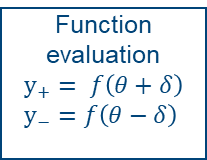 Function
evaluation
y₊ = f(θ + δ)
y₋ = f(θ − δ)